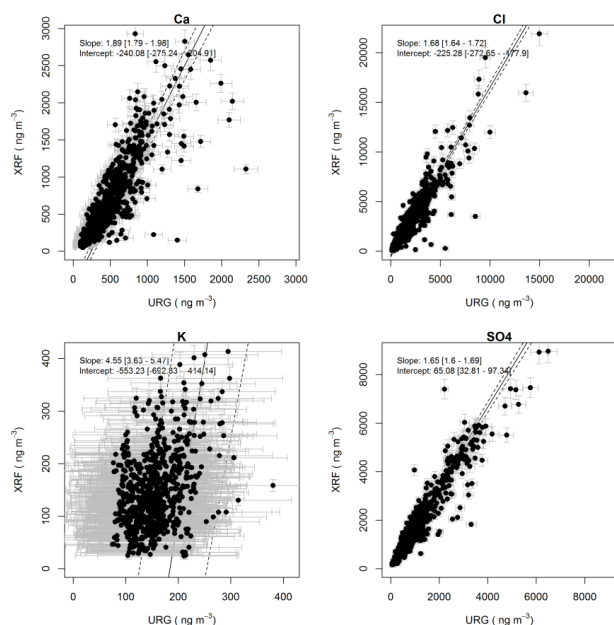 Ca
Slope: 1.89 [1.79 - 1.98]
Intercept: -240.08 [-275.24 - -204.91]
XRF ( ng m⁻³)
0 500 1000 1500 2000 2500 3000
0 500 1000 1500 2000 2500 3000
URG ( ng m⁻³)
Cl
Slope: 1.68 [1.64 - 1.72]
Intercept: -225.28 [-272.65 - -177.9]
XRF ( ng m⁻³)
0 5000 10000 15000 20000
0 5000 10000 15000 20000
URG ( ng m⁻³)
K
Slope: 4.55 [3.63 - 5.47]
Intercept: -553.23 [-692.33 - -414.14]
XRF ( ng m⁻³)
0 100 200 300 400
0 100 200 300 400
URG ( ng m⁻³)
SO4
Slope: 1.65 [1.6 - 1.69]
Intercept: 65.08 [32.81 - 97.34]
XRF ( ng m⁻³)
0 2000 4000 6000 8000
0 2000 4000 6000 8000
URG ( ng m⁻³)